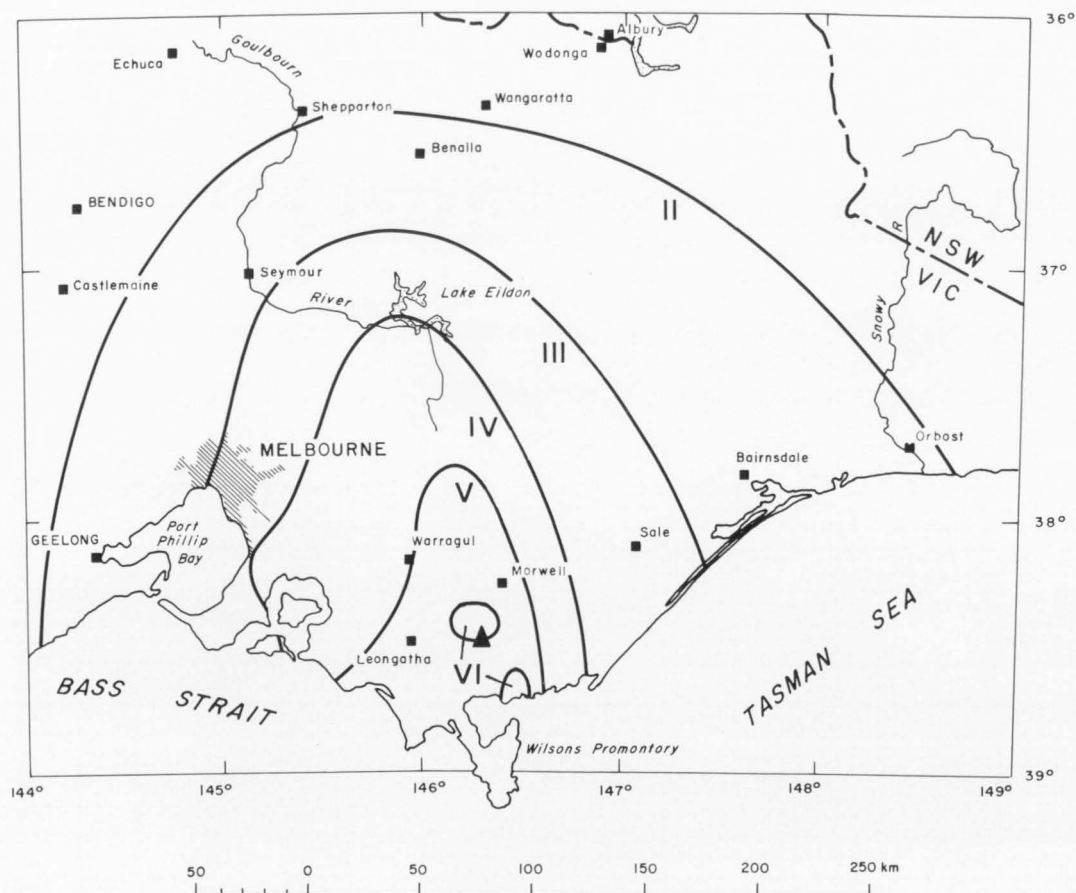 36°
Albury
Wodonga
Goulbourn
Echuca
Shepparton
Wangaratta
Benalla
BENDIGO
II
R
NSW
VIC
37°
Seymour
Castlemaine
River
Lake Eildon
Snowy
III
IV
MELBOURNE
Orbost
Bairnsdale
V
38°
GEELONG
Port
Phillip
Bay
Warragul
Sale
Morwell
SEA
Leongatha
VI
BASS
STRAIT
TASMAN
Wilsons Promontory
39°
144° 145° 146° 147° 148° 149°
50 0 50 100 150 200 250 km